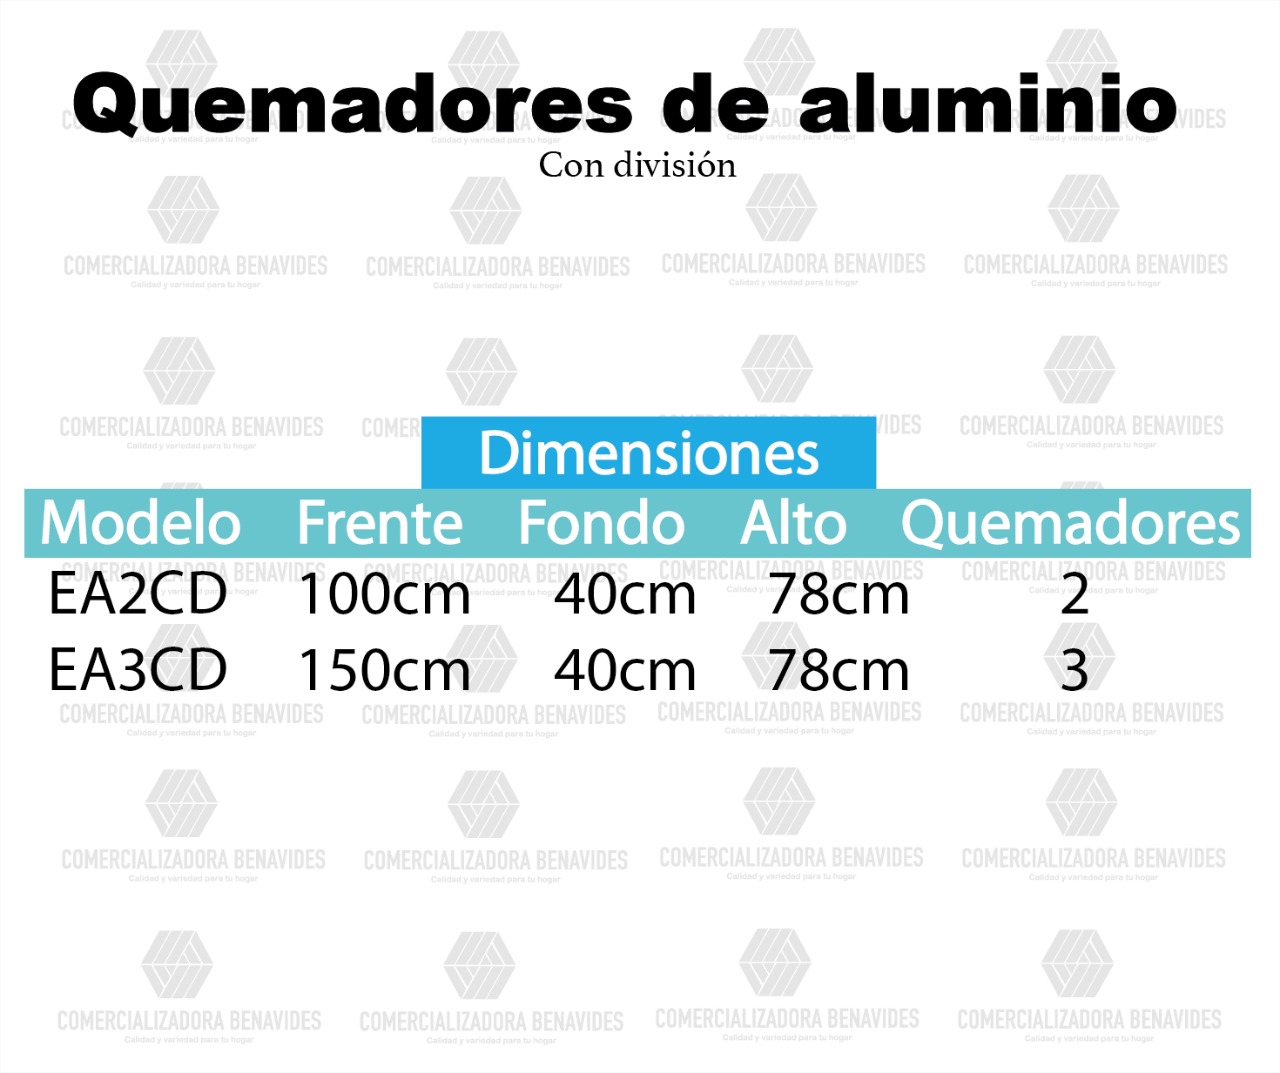 Quemadores de aluminio
Con división
Dimensiones
Modelo Frente Fondo Alto Quemadores
EA2CD 100cm 40cm 78cm 2
EA3CD 150cm 40cm 78cm 3
COMERCIALIZADORA BENAVIDES
Calidad y variedad para tu hogar